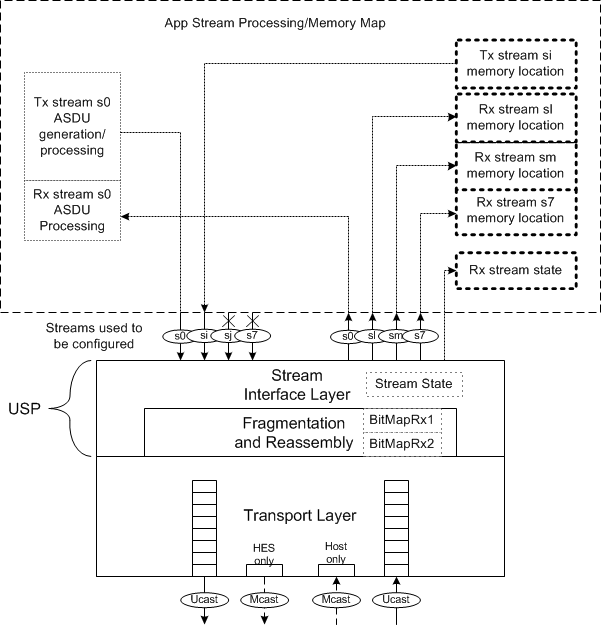 App Stream Processing/Memory Map
Tx stream si
memory location
Tx stream s0
ASDU
generation/
processing
Rx stream sl
memory location
Rx stream sm
memory location
Rx stream s0
ASDU
Processing
Rx stream s7
memory location
Rx stream state
Streams used to
be configured
s0
si
sj
s7
s0
sl
sm
s7
USP
Stream
Interface Layer
Stream State
Fragmentation
and Reassembly
BitMapRx1
BitMapRx2
Transport Layer
HES
only
Host
only
Ucast
Mcast
Mcast
Ucast